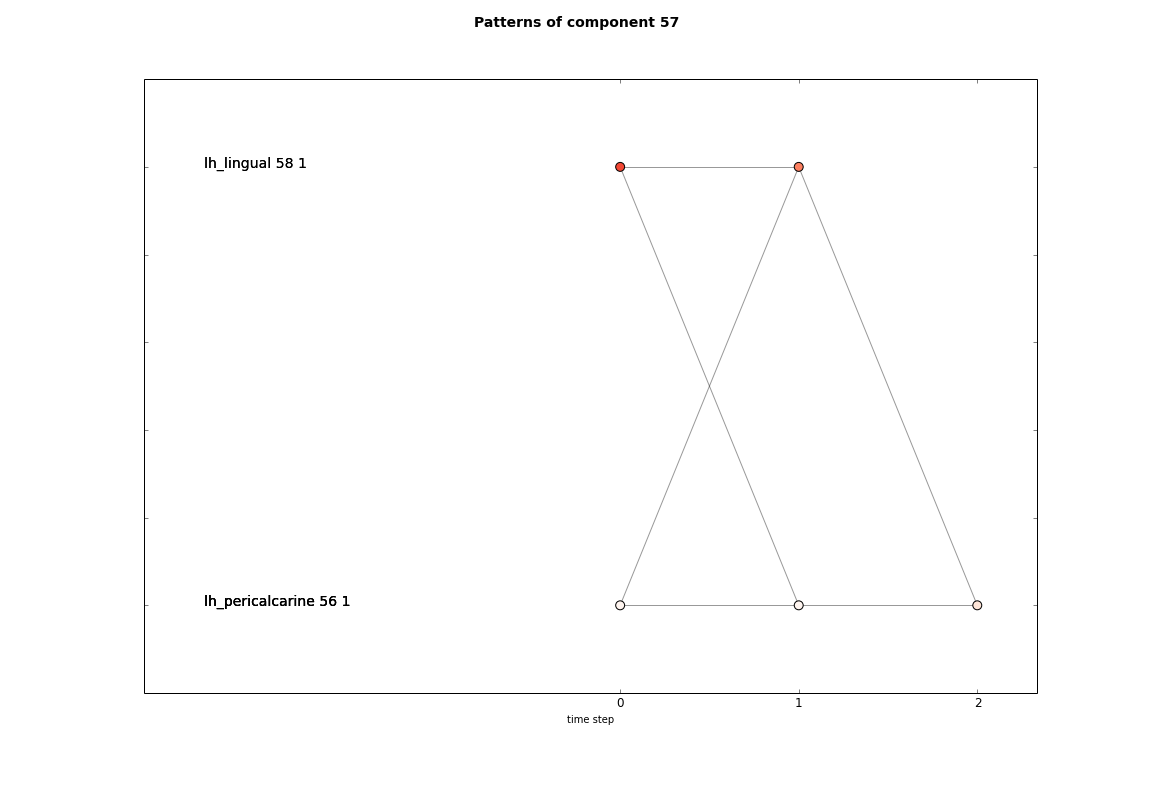 Patterns of component 57
lh_lingual 58 1
lh_pericalcarine 56 1
0 1 2
time step